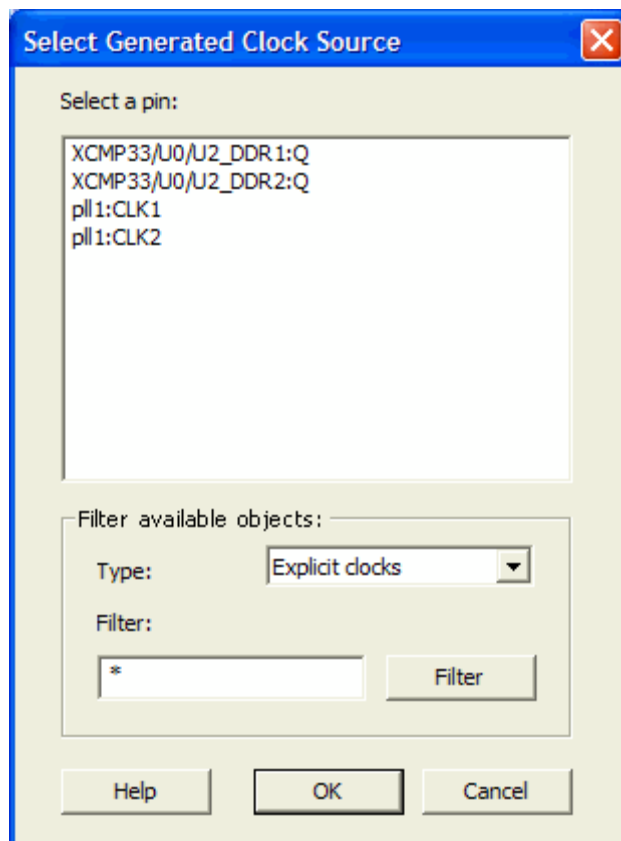 Select Generated Clock Source
Select a pin:
XCMP33/U0/U2_DDR1:Q
XCMP33/U0/U2_DDR2:Q
pll1:CLK1
pll1:CLK2
Filter available objects:
Type: Explicit clocks
Filter:
* Filter
Help OK Cancel